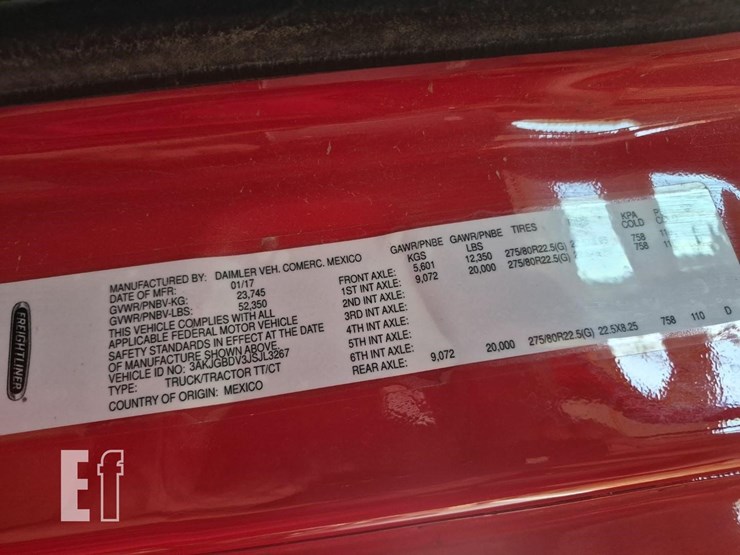 FREIGHTLINER
MANUFACTURED BY: DAIMLER VEH. COMERC. MEXICO
DATE OF MFR: 01/17
GVWR/PNBV-KG: 23,745
GVWR/PNBV-LBS: 52,350
THIS VEHICLE COMPLIES WITH ALL
APPLICABLE FEDERAL MOTOR VEHICLE
SAFETY STANDARDS IN EFFECT AT THE DATE
OF MANUFACTURE SHOWN ABOVE.
VEHICLE ID NO: 3AKJGBDV3JSJL3267
TYPE: TRUCK/TRACTOR TT/CT
COUNTRY OF ORIGIN: MEXICO
GAWR/PNBE KGS GAWR/PNBE LBS TIRES KPA COLD
FRONT AXLE: 5,601 12,350 275/80R22.5(G) 758 110
1ST INT AXLE: 9,072 20,000 275/80R22.5(G) 758 110
2ND INT AXLE:
3RD INT AXLE:
4TH INT AXLE:
5TH INT AXLE:
6TH INT AXLE:
REAR AXLE: 9,072 20,000 275/80R22.5(G) 22.5X8.25 758 110 D
Ef